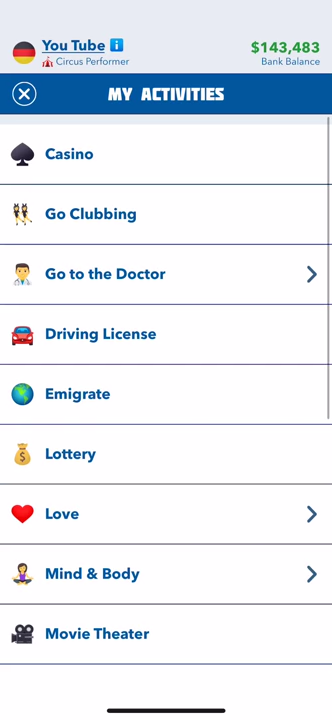 You Tube i
$143,483
Circus Performer
Bank Balance
MY ACTIVITIES
Casino
Go Clubbing
Go to the Doctor
Driving License
Emigrate
Lottery
Love
Mind & Body
Movie Theater